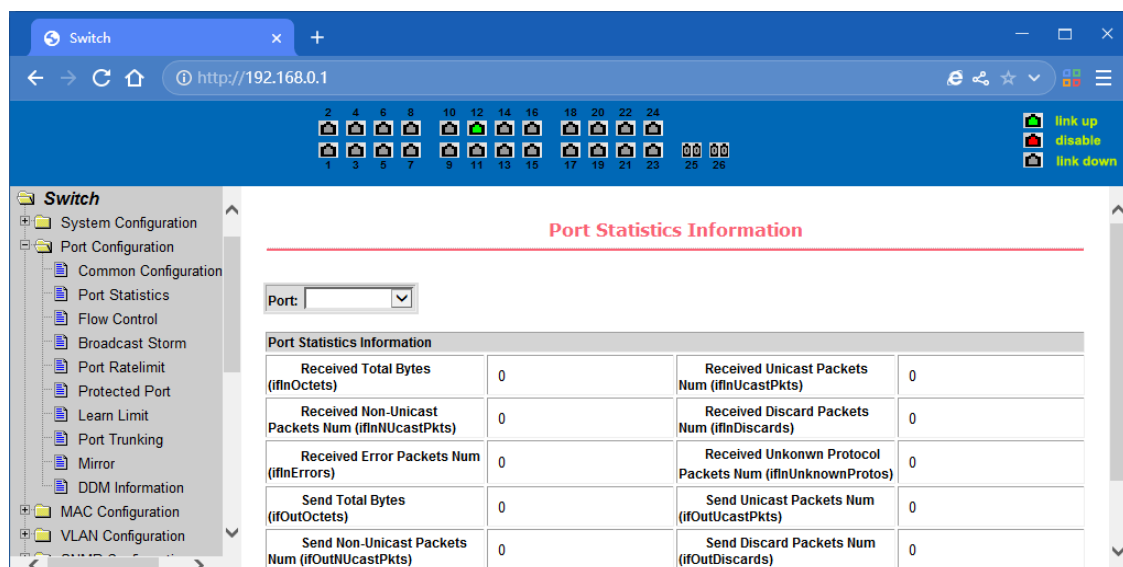 Switch
http://192.168.0.1
2 4 6 8 10 12 14 16 18 20 22 24
1 3 5 7 9 11 13 15 17 19 21 23 25 26
link up
disable
link down
Switch
System Configuration
Port Configuration
Common Configuration
Port Statistics
Flow Control
Broadcast Storm
Port Ratelimit
Protected Port
Learn Limit
Port Trunking
Mirror
DDM Information
MAC Configuration
VLAN Configuration
Port Statistics Information
Port:
Port Statistics Information
Received Total Bytes
(ifInOctets)
0
Received Unicast Packets
Num (ifInUcastPkts)
0
Received Non-Unicast
Packets Num (ifInNUcastPkts)
0
Received Discard Packets
Num (ifInDiscards)
0
Received Error Packets Num
(ifInErrors)
0
Received Unkonwn Protocol
Packets Num (ifInUnknownProtos)
0
Send Total Bytes
(ifOutOctets)
0
Send Unicast Packets Num
(ifOutUcastPkts)
0
Send Non-Unicast Packets
Num (ifOutNUcastPkts)
0
Send Discard Packets Num
(ifOutDiscards)
0